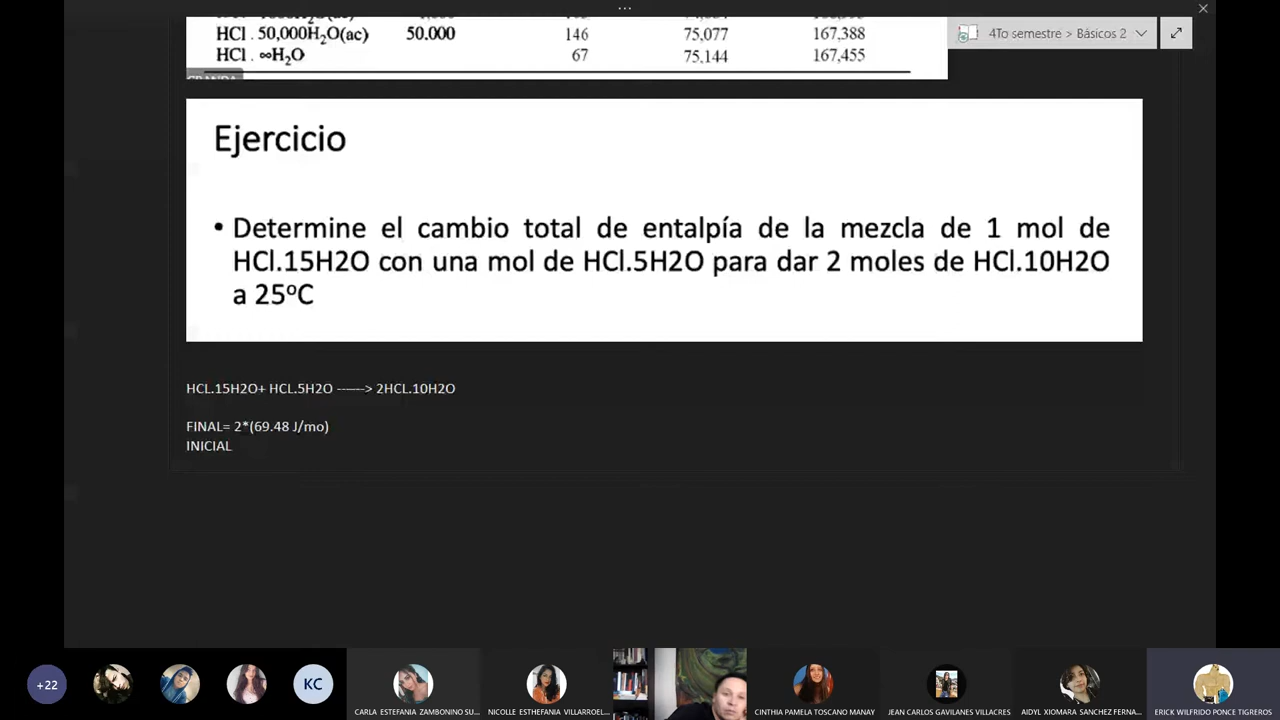 ...
HCl . 50,000H₂O(ac) 50.000 146 75,077 167,388
HCl . ∞H₂O 67 75,144 167,455
4To semestre > Básicos 2
Ejercicio
• Determine el cambio total de entalpía de la mezcla de 1 mol de
HCl.15H2O con una mol de HCl.5H2O para dar 2 moles de HCl.10H2O
a 25ºC
HCL.15H2O+ HCL.5H2O ------> 2HCL.10H2O
FINAL= 2*(69.48 J/mo)
INICIAL
+22
KC
CARLA ESTEFANIA ZAMBONINO SU...
NICOLLE ESTHEFANIA VILLARROEL...
CINTHIA PAMELA TOSCANO MANAY
JEAN CARLOS GAVILANES VILLACRES
AIDYL XIOMARA SANCHEZ FERNA...
ERICK WILFRIDO PONCE TIGREROS